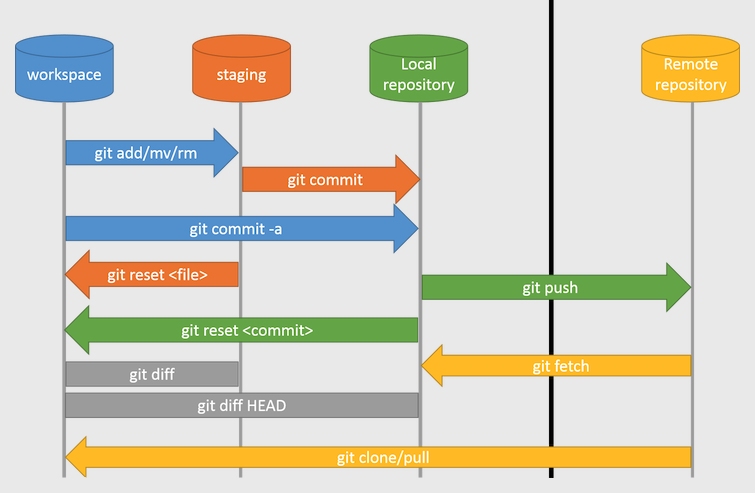 workspace
staging
Local
repository
Remote
repository
git add/mv/rm
git commit
git commit -a
git reset <file>
git push
git reset <commit>
git fetch
git diff
git diff HEAD
git clone/pull